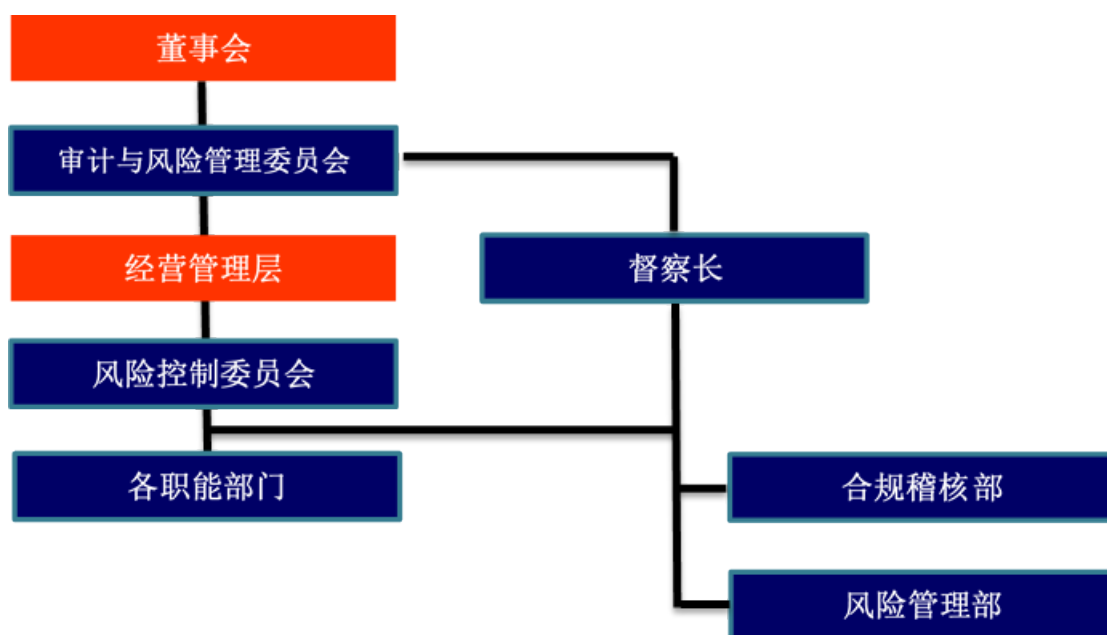 董事会
审计与风险管理委员会
经营管理层
督察长
风险控制委员会
各职能部门
合规稽核部
风险管理部